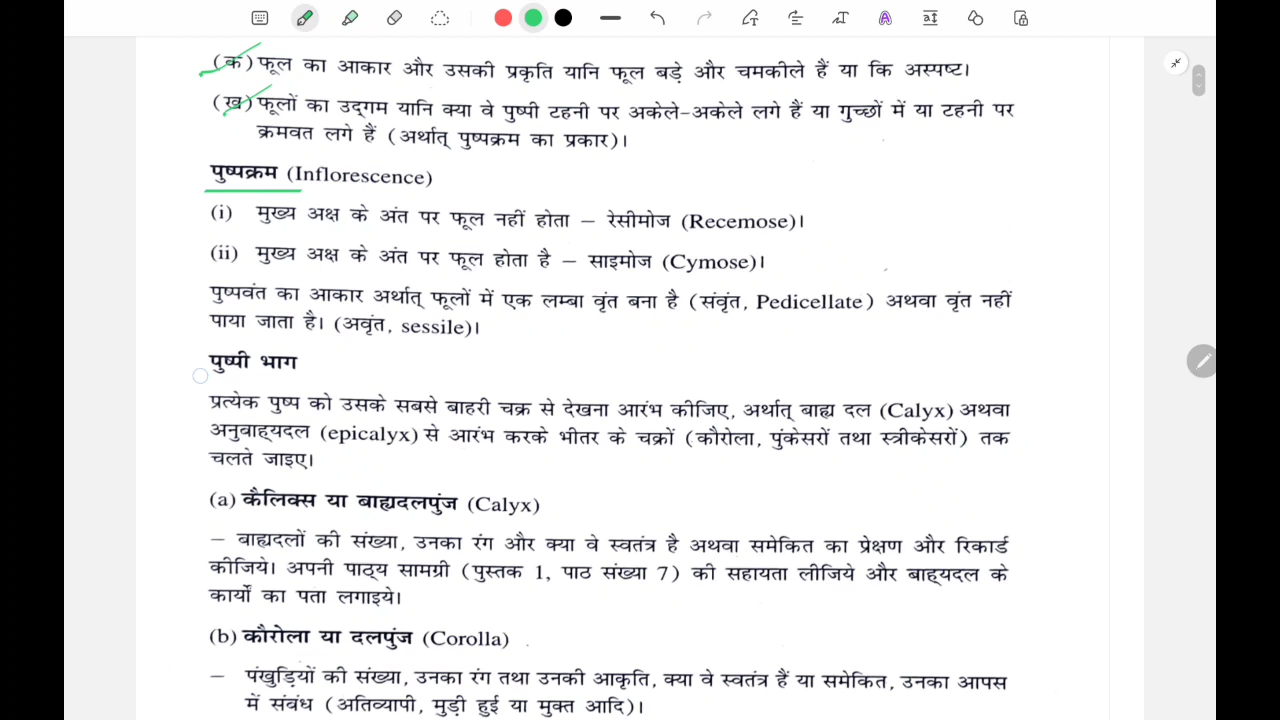 (क) फूल का आकार और उसकी प्रकृति यानि फूल बड़े और चमकीले हैं या कि अस्पष्ट।
(ख) फूलों का उद्गम यानि क्या वे पुष्पी टहनी पर अकेले-अकेले लगे हैं या गुच्छों में या टहनी पर
क्रमवत लगे हैं (अर्थात् पुष्पक्रम का प्रकार)।
पुष्पक्रम (Inflorescence)
(i) मुख्य अक्ष के अंत पर फूल नहीं होता – रेसीमोज (Recemose)।
(ii) मुख्य अक्ष के अंत पर फूल होता है – साइमोज (Cymose)।
पुष्पवंत का आकार अर्थात् फूलों में एक लम्बा वृंत बना है (संवृंत, Pedicellate) अथवा वृंत नहीं
पाया जाता है। (अवृंत, sessile)।
पुष्पी भाग
प्रत्येक पुष्प को उसके सबसे बाहरी चक्र से देखना आरंभ कीजिए, अर्थात् बाह्य दल (Calyx) अथवा
अनुबाह्यदल (epicalyx) से आरंभ करके भीतर के चक्रों (कौरोला, पुंकेसरों तथा स्त्रीकेसरों) तक
चलते जाइए।
(a) कैलिक्स या बाह्यदलपुंज (Calyx)
– बाह्यदलों की संख्या, उनका रंग और क्या वे स्वतंत्र है अथवा समेकित का प्रेक्षण और रिकार्ड
कीजिये। अपनी पाठ्य सामग्री (पुस्तक 1, पाठ संख्या 7) की सहायता लीजिये और बाह्यदल के
कार्यों का पता लगाइये।
(b) कौरोला या दलपुंज (Corolla)
– पंखुड़ियों की संख्या, उनका रंग तथा उनकी आकृति, क्या वे स्वतंत्र हैं या समेकित, उनका आपस
में संबंध (अतिव्यापी, मुड़ी हुई या मुक्त आदि)।